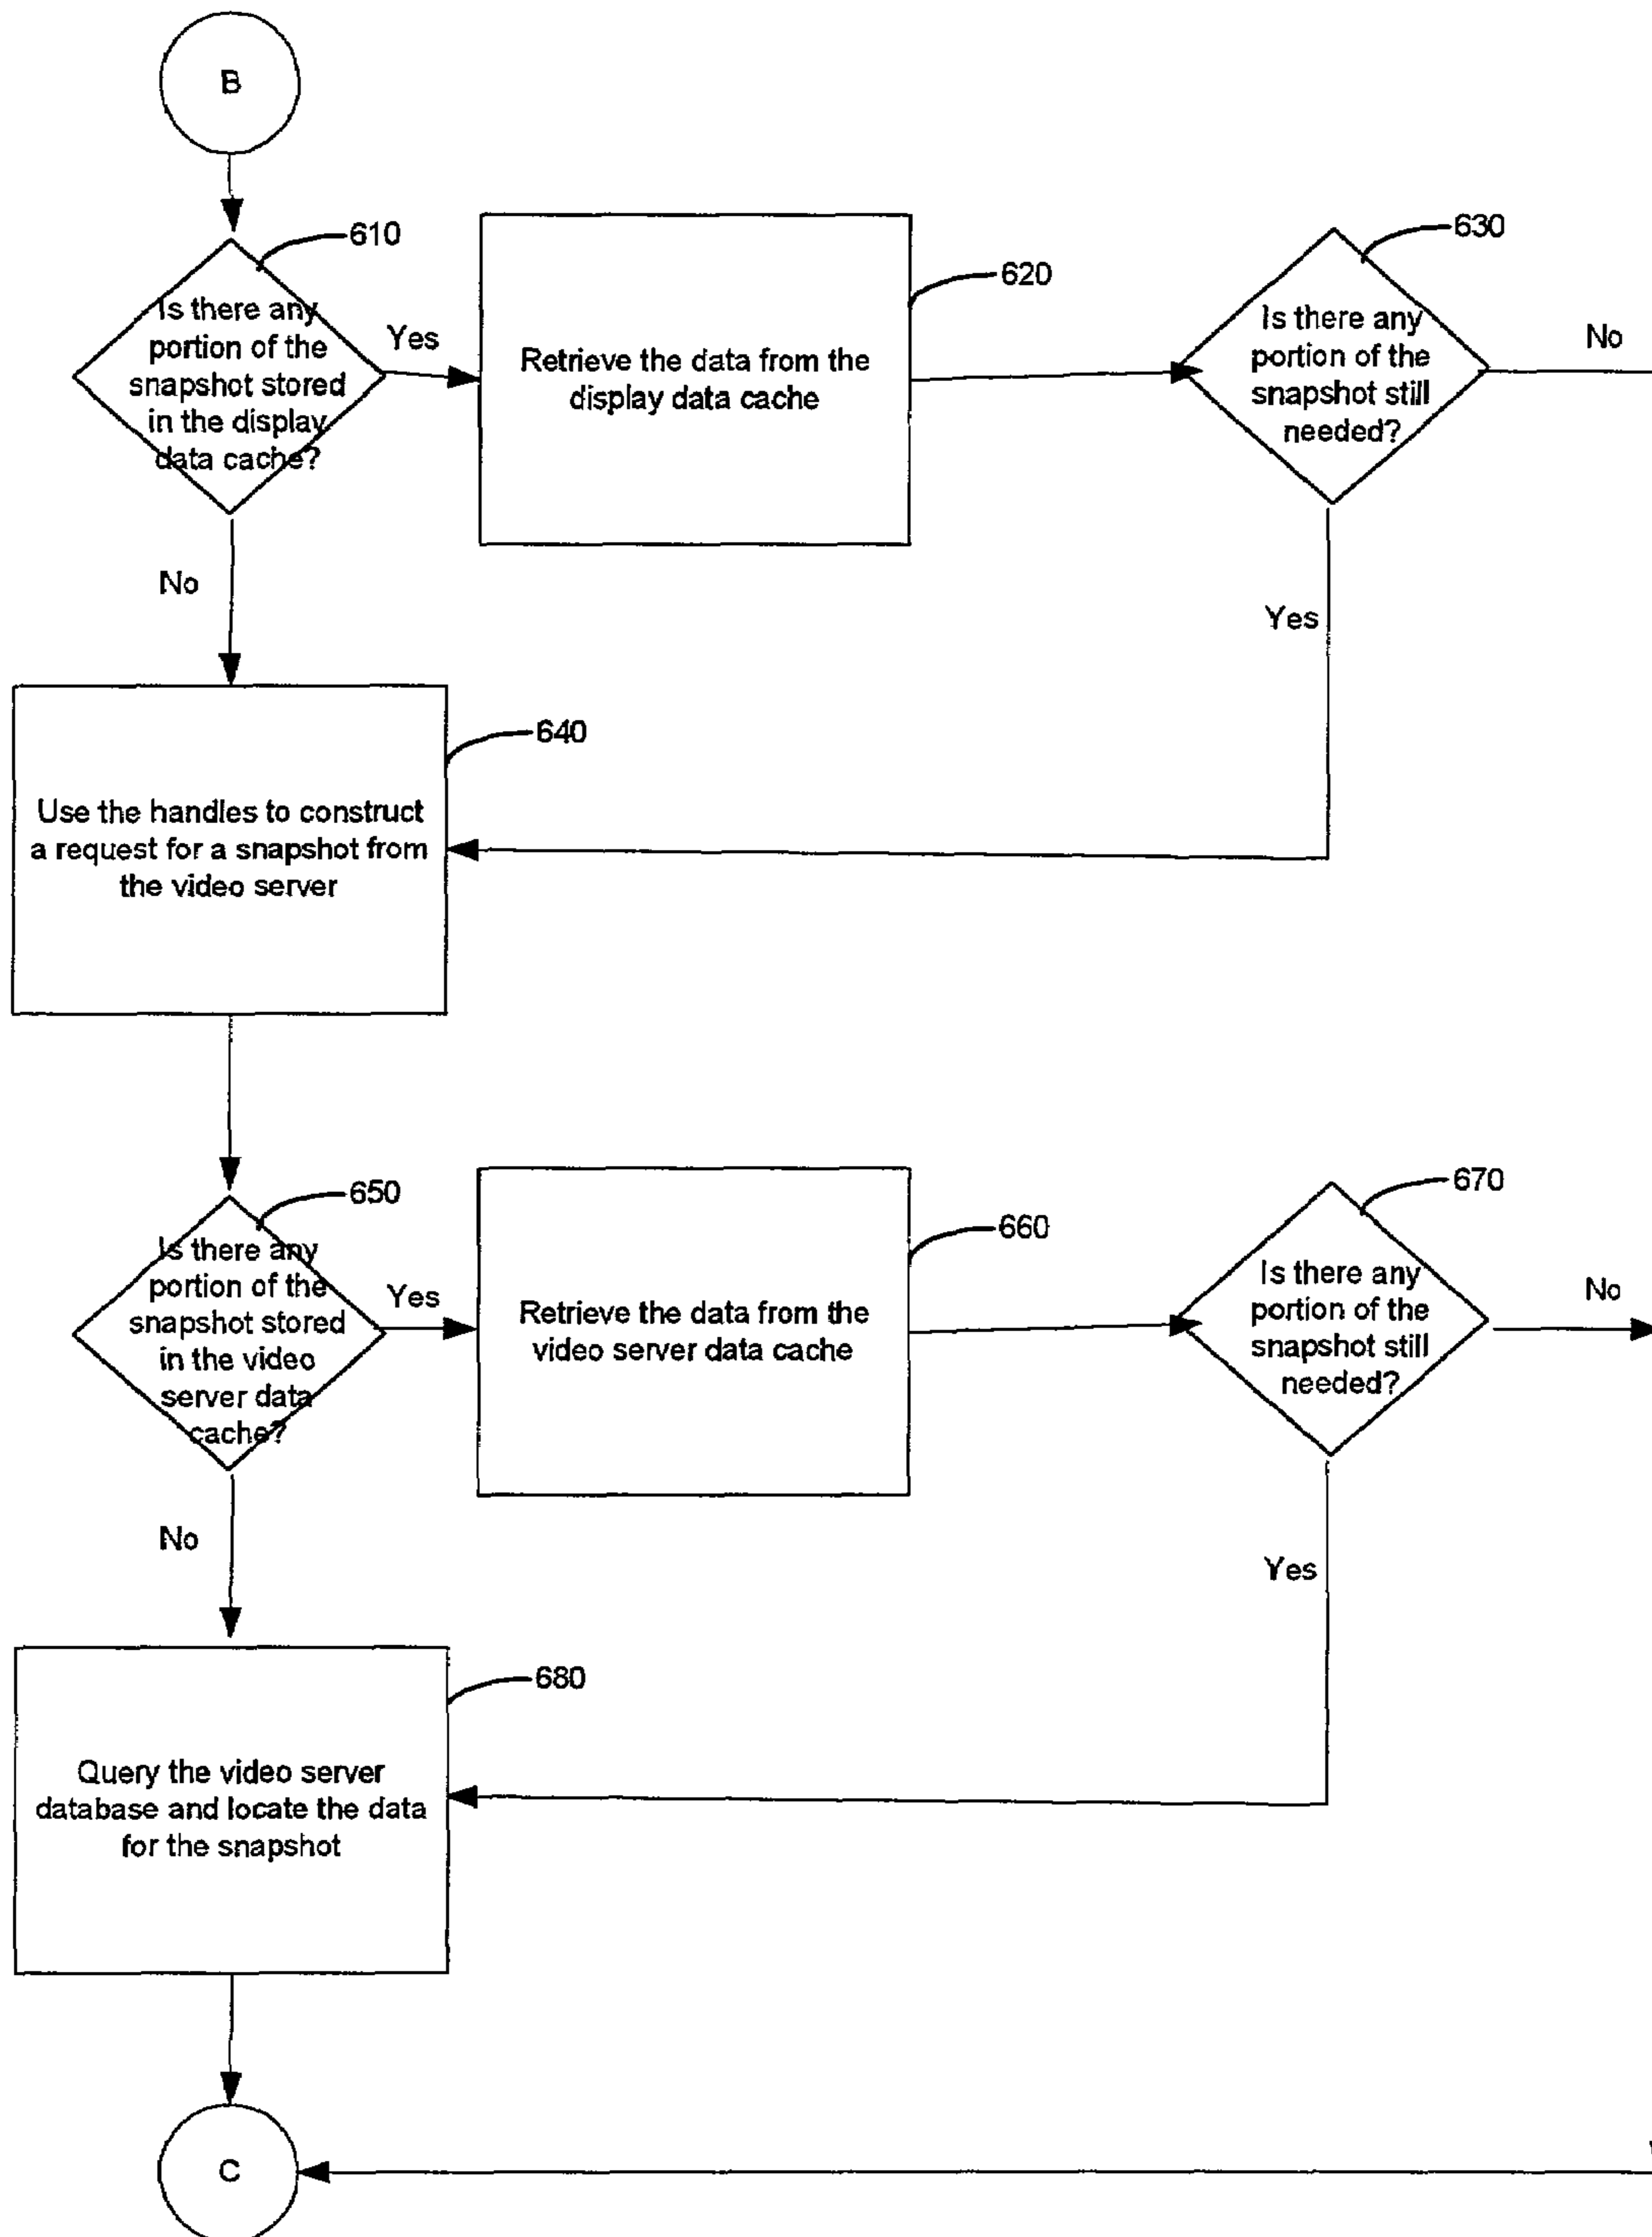 B
610
Is there any
portion of the
snapshot stored
in the display
data cache?
Yes
Retrieve the data from the
display data cache
620
630
Is there any
portion of the
snapshot still
needed?
No
No
Yes
640
Use the handles to construct
a request for a snapshot from
the video server
650
Is there any
portion of the
snapshot stored
in the video
server data
cache?
Yes
Retrieve the data from the
video server data cache
660
670
Is there any
portion of the
snapshot still
needed?
No
No
Yes
680
Query the video server
database and locate the data
for the snapshot
C